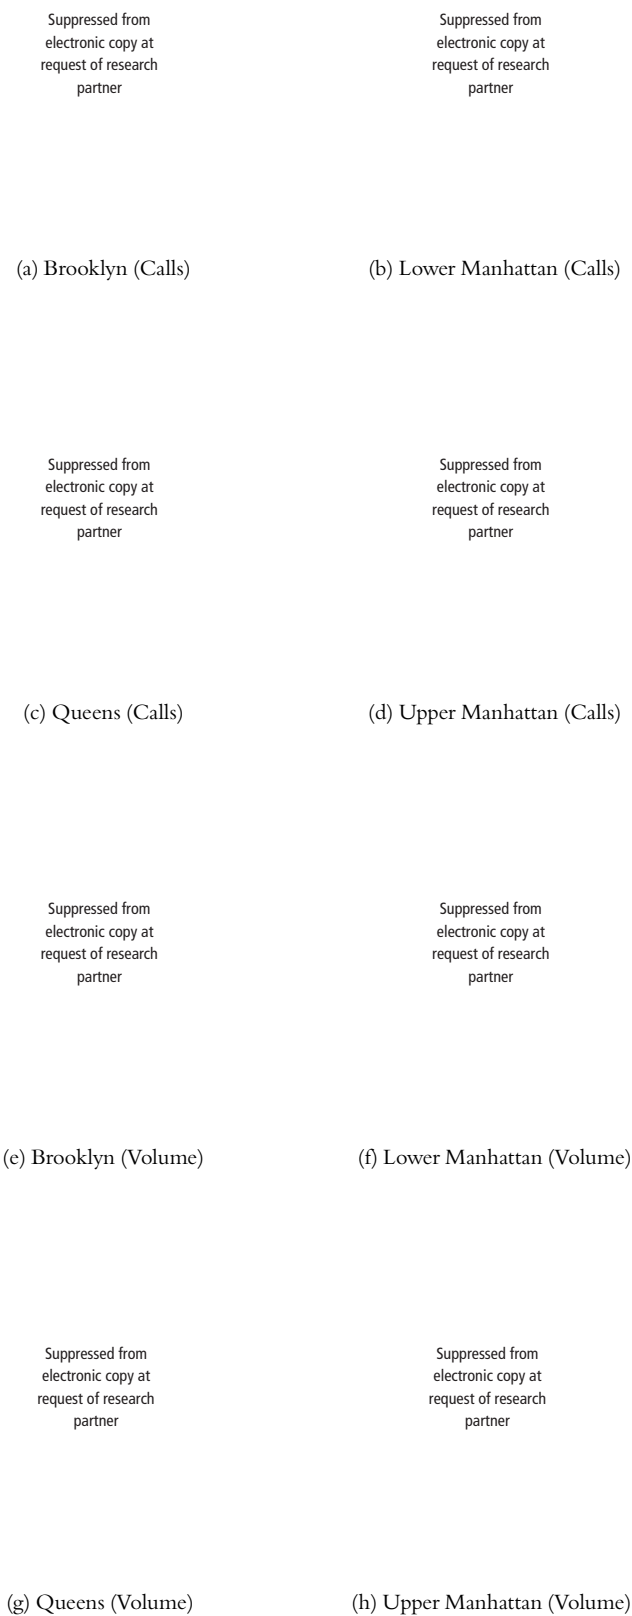 Suppressed from
electronic copy at
request of research
partner
Suppressed from
electronic copy at
request of research
partner
(a) Brooklyn (Calls)
(b) Lower Manhattan (Calls)
Suppressed from
electronic copy at
request of research
partner
Suppressed from
electronic copy at
request of research
partner
(c) Queens (Calls)
(d) Upper Manhattan (Calls)
Suppressed from
electronic copy at
request of research
partner
Suppressed from
electronic copy at
request of research
partner
(e) Brooklyn (Volume)
(f) Lower Manhattan (Volume)
Suppressed from
electronic copy at
request of research
partner
Suppressed from
electronic copy at
request of research
partner
(g) Queens (Volume)
(h) Upper Manhattan (Volume)